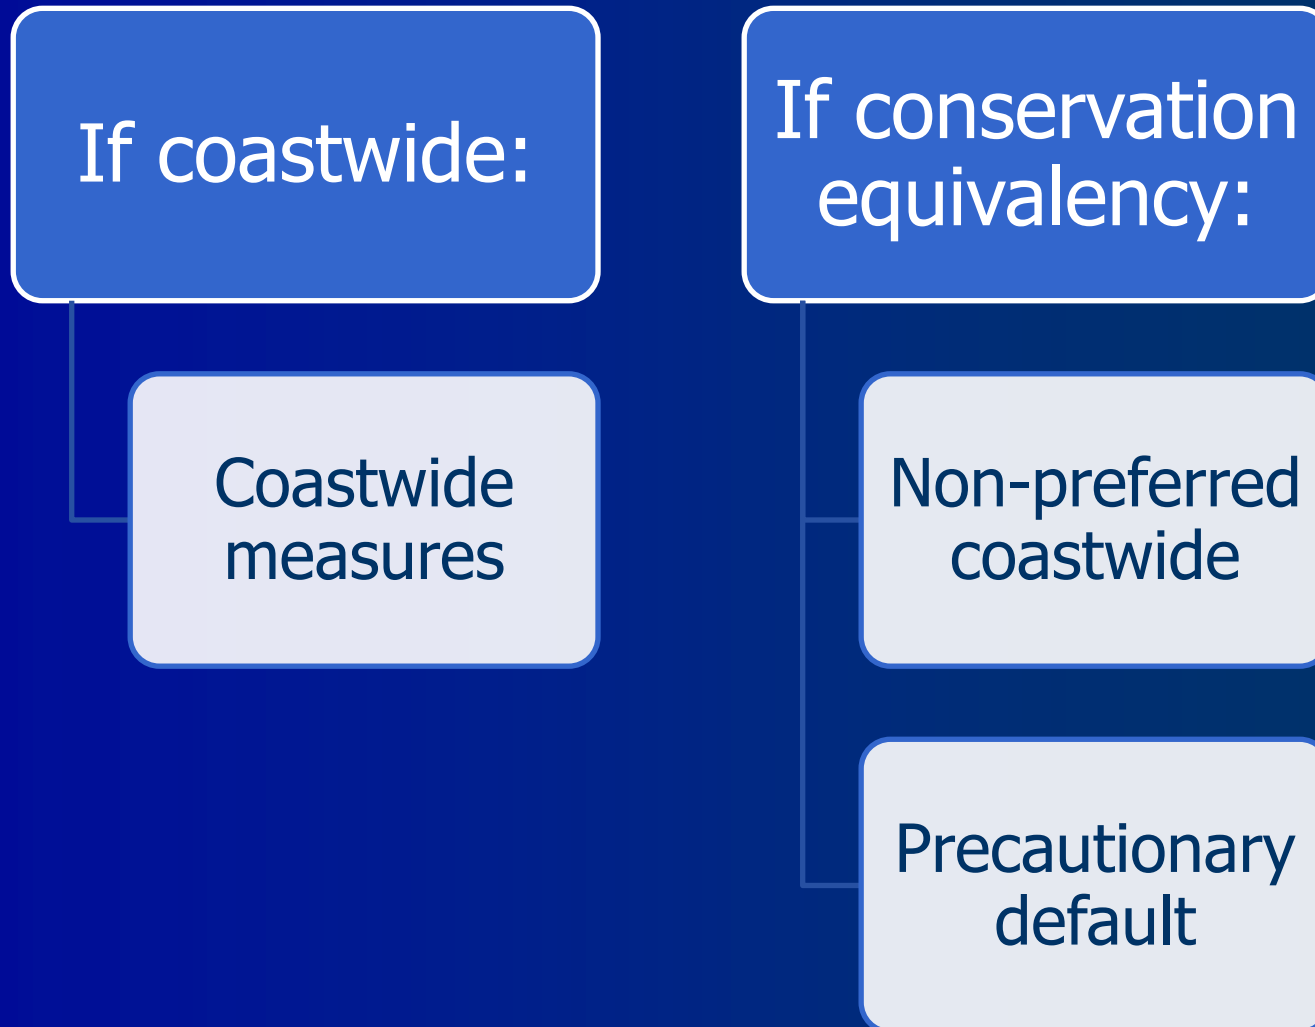 If coastwide:
Coastwide
measures
If conservation
equivalency:
Non-preferred
coastwide
Precautionary
default